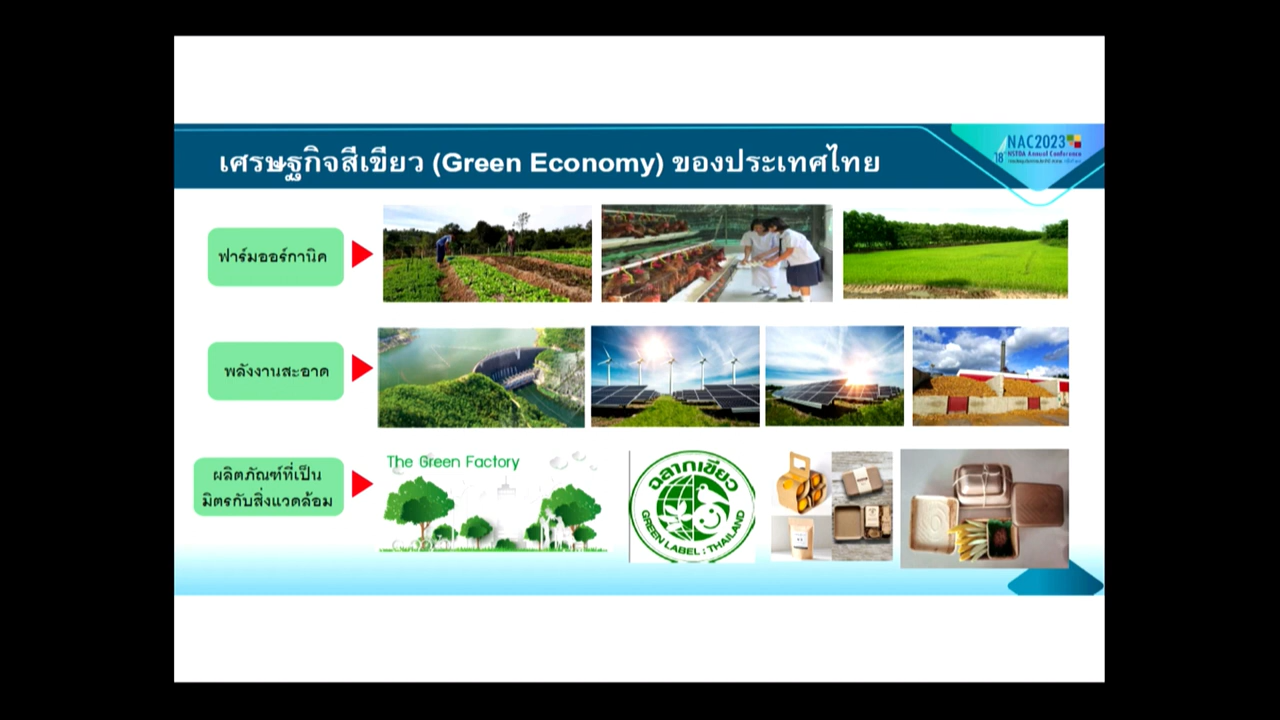 เศรษฐกิจสีเขียว (Green Economy) ของประเทศไทย
18
NAC2023
NSTDA Annual Conference
ฟาร์มออร์กานิค
พลังงานสะอาด
ผลิตภัณฑ์ที่เป็น
มิตรกับสิ่งแวดล้อม
The Green Factory
ฉลากเขียว
GREEN LABEL : THAILAND